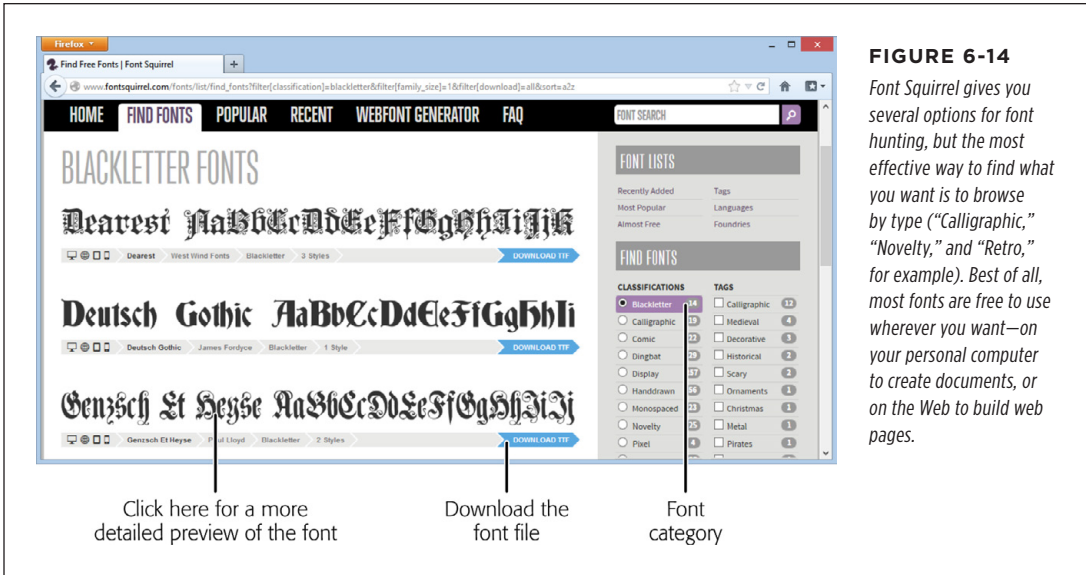 Firefox
Find Free Fonts | Font Squirrel
www.fontsquirrel.com/fonts/list/find_fonts?filter[classification]=blackletter&filter[family_size]=1&filter[download]=all&sort=a2z
HOME FIND FONTS POPULAR RECENT WEBFONT GENERATOR FAQ
FONT SEARCH
BLACKLETTER FONTS
Dearest AaBbCcDdEeFfGgHhIiJjK
Dearest West Wind Fonts Blackletter 3 Styles DOWNLOAD TTF
Deutsch Gothic AaBbCcDdEeFfGgHhIi
Deutsch Gothic James Fordyce Blackletter 1 Style DOWNLOAD TTF
Genzsch Et Heyse AaBbCcDdEeFfGgHhIiJj
Genzsch Et Heyse Lloyd Blackletter 2 Styles DOWNLOAD TTF
FONT LISTS
Recently Added Tags
Most Popular Languages
Almost Free Foundries
FIND FONTS
CLASSIFICATIONS TAGS
Blackletter 14 Calligraphic 12
Calligraphic Medieval 4
Comic Decorative 3
Dingbat Historical 2
Display Scary 2
Handdrawn Ornaments 1
Monospaced Christmas 1
Novelty Metal 1
Pixel Pirates 1
Click here for a more
detailed preview of the font
Download the
font file
Font
category
FIGURE 6-14
Font Squirrel gives you
several options for font
hunting, but the most
effective way to find what
you want is to browse
by type (“Calligraphic,”
“Novelty,” and “Retro,”
for example). Best of all,
most fonts are free to use
wherever you want—on
your personal computer
to create documents, or
on the Web to build web
pages.